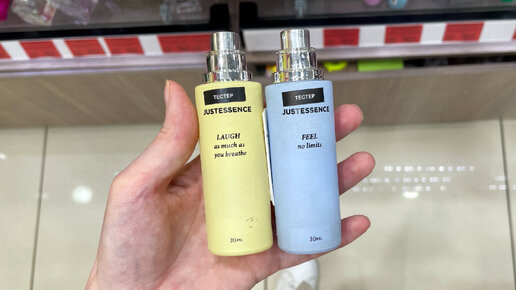 ТЕСТЕР
JUSTESSENCE
LAUGH
as much as
you breathe
30ML
ТЕСТЕР
JUSTESSENCE
FEEL
no limits
30ML